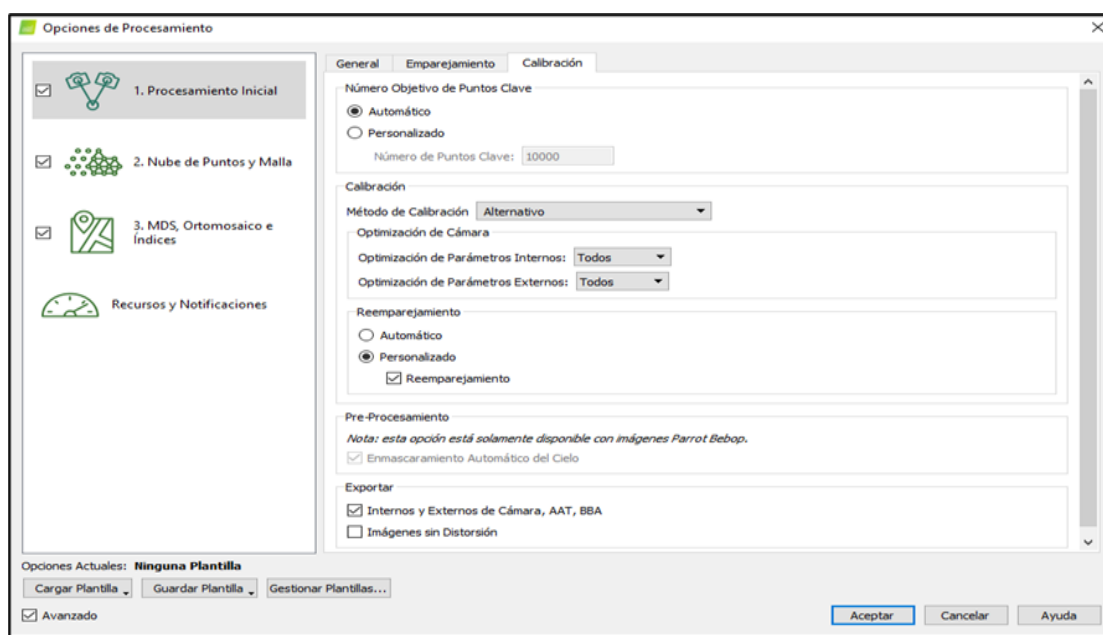 Opciones de Procesamiento
1. Procesamiento Inicial
2. Nube de Puntos y Malla
3. MDS, Ortomosaico e
Índices
Recursos y Notificaciones
General Emparejamiento Calibración
Número Objetivo de Puntos Clave
Automático
Personalizado
Número de Puntos Clave: 10000
Calibración
Método de Calibración Alternativo
Optimización de Cámara
Optimización de Parámetros Internos: Todos
Optimización de Parámetros Externos: Todos
Reemparejamiento
Automático
Personalizado
Reemparejamiento
Pre-Procesamiento
Nota: esta opción está solamente disponible con imágenes Parrot Bebop.
Enmascaramiento Automático del Cielo
Exportar
Internos y Externos de Cámara, AAT, BBA
Imágenes sin Distorsión
Opciones Actuales: Ninguna Plantilla
Cargar Plantilla Guardar Plantilla Gestionar Plantillas...
Avanzado
Aceptar Cancelar Ayuda